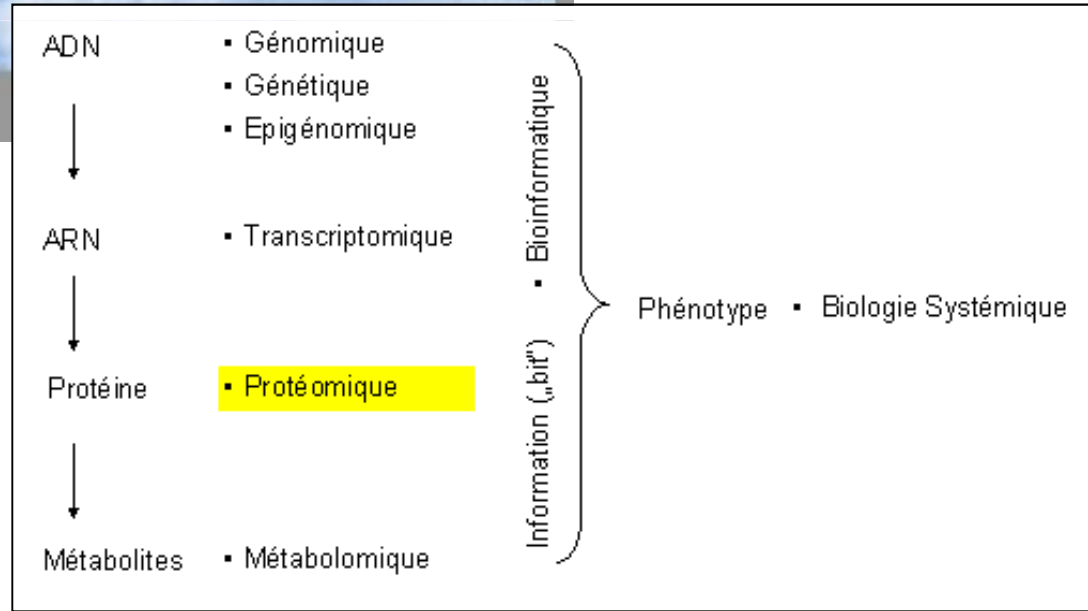 ADN ▪ Génomique
▪ Génétique
▪ Epigénomique
ARN ▪ Transcriptomique
Protéine ▪ Protéomique
Métabolites ▪ Métabolomique
Information („bit") ▪ Bioinformatique
Phénotype ▪ Biologie Systémique